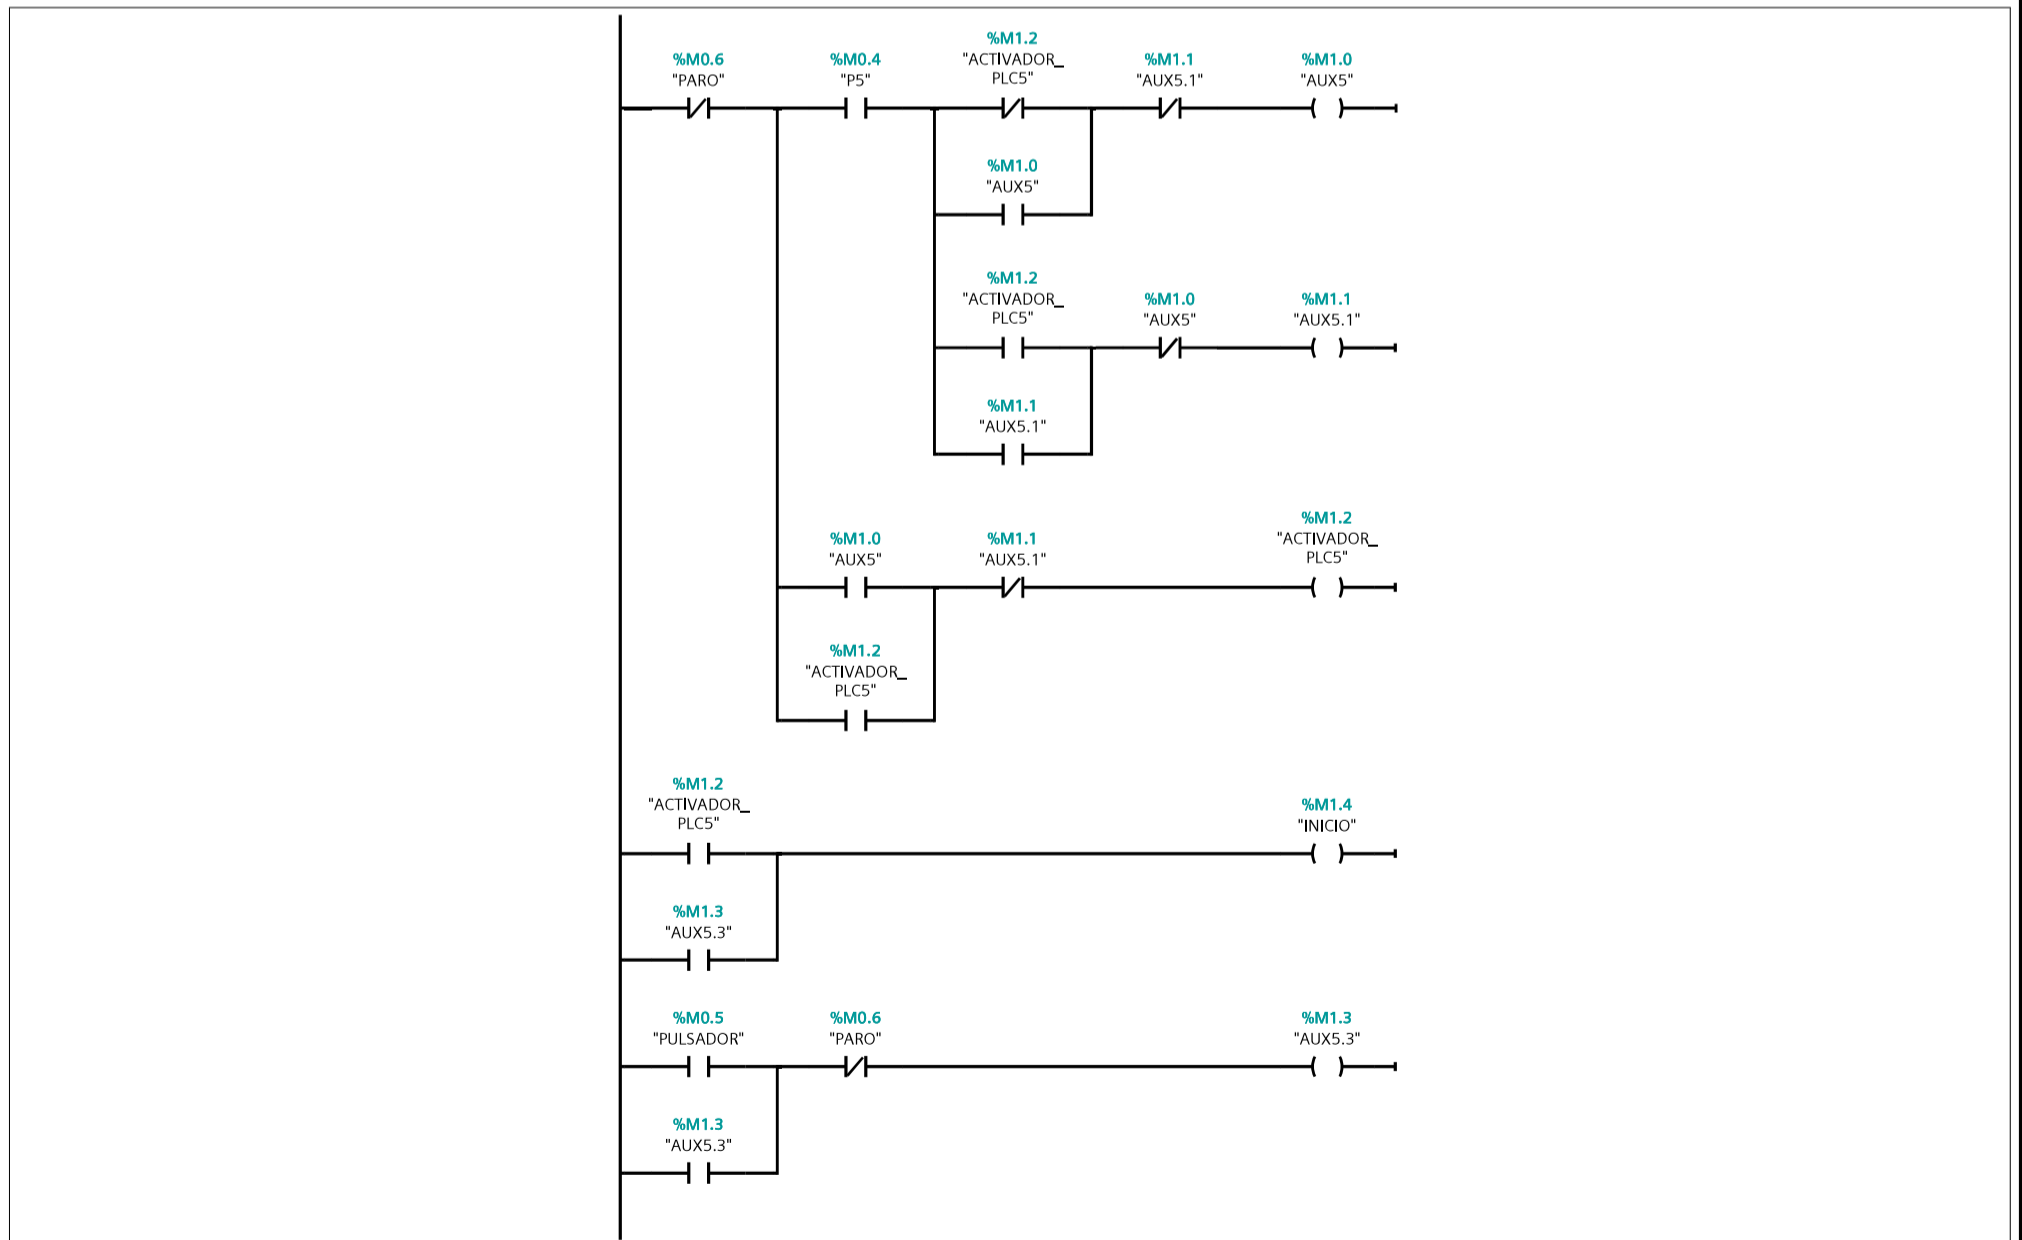 %M0.6
"PARO"
%M0.4
"P5"
%M1.2
"ACTIVADOR_
PLC5"
%M1.1
"AUX5.1"
%M1.0
"AUX5"
%M1.0
"AUX5"
%M1.2
"ACTIVADOR_
PLC5"
%M1.0
"AUX5"
%M1.1
"AUX5.1"
%M1.1
"AUX5.1"
%M1.0
"AUX5"
%M1.1
"AUX5.1"
%M1.2
"ACTIVADOR_
PLC5"
%M1.2
"ACTIVADOR_
PLC5"
%M1.2
"ACTIVADOR_
PLC5"
%M1.4
"INICIO"
%M1.3
"AUX5.3"
%M0.5
"PULSADOR"
%M0.6
"PARO"
%M1.3
"AUX5.3"
%M1.3
"AUX5.3"